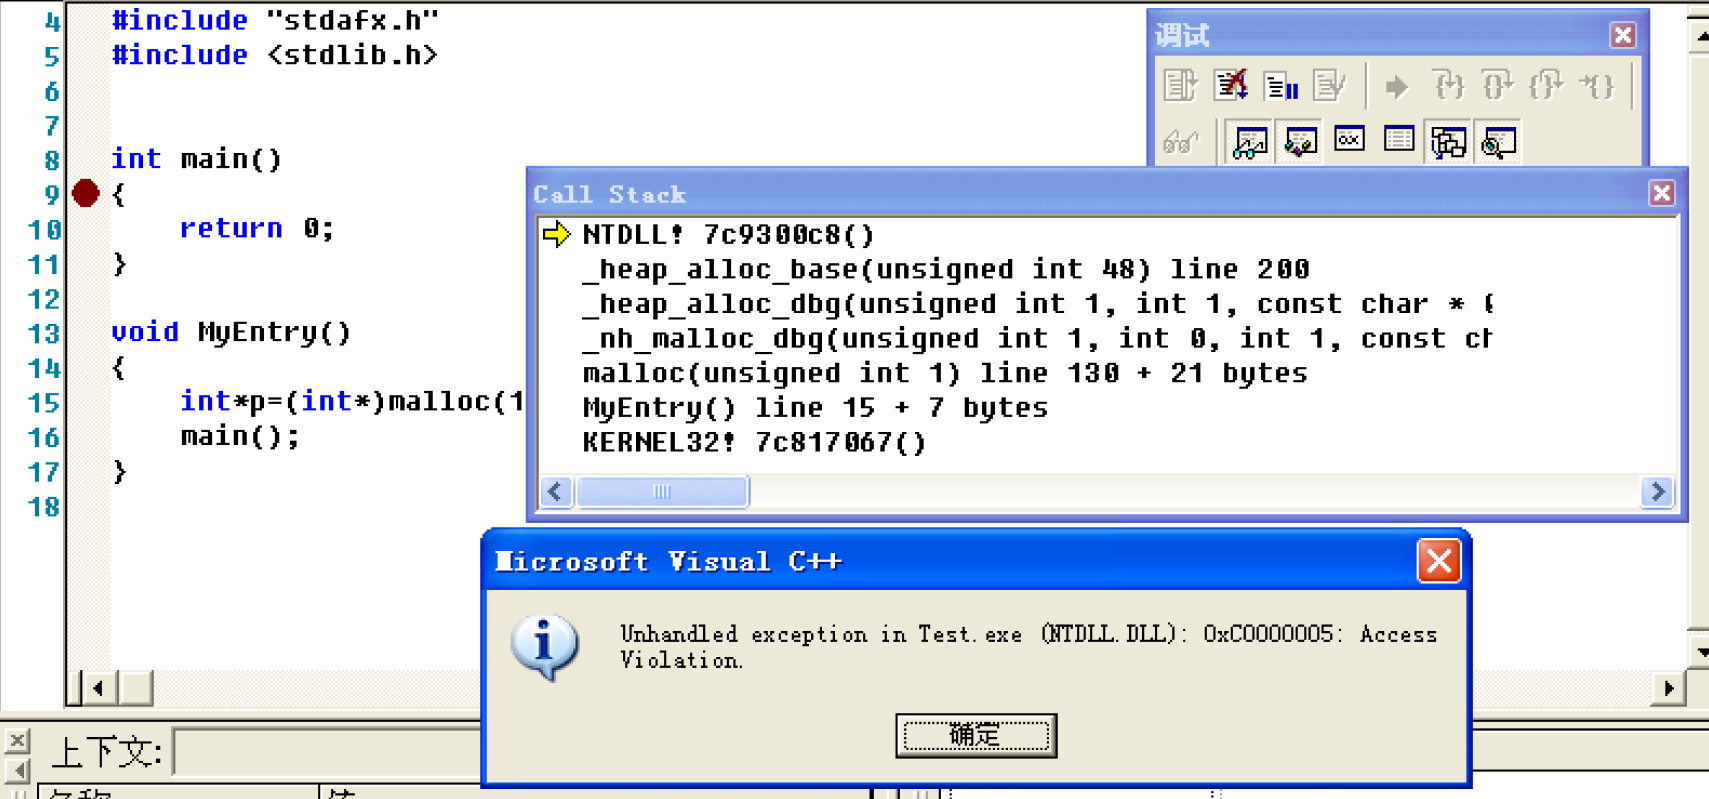 4 #include "stdafx.h"
5 #include <stdlib.h>
6
7
8 int main()
9 {
10 return 0;
11 }
12
13 void MyEntry()
14 {
15 int*p=(int*)malloc(1
16 main();
17 }
18
调试
Call Stack
NTDLL! 7c9300c8()
_heap_alloc_base(unsigned int 48) line 200
_heap_alloc_dbg(unsigned int 1, int 1, const char * (
_nh_malloc_dbg(unsigned int 1, int 0, int 1, const ch
malloc(unsigned int 1) line 130 + 21 bytes
MyEntry() line 15 + 7 bytes
KERNEL32! 7c817067()
Microsoft Visual C++
Unhandled exception in Test.exe (NTDLL.DLL): 0xC0000005: Access
Violation.
确定
上下文:
名称